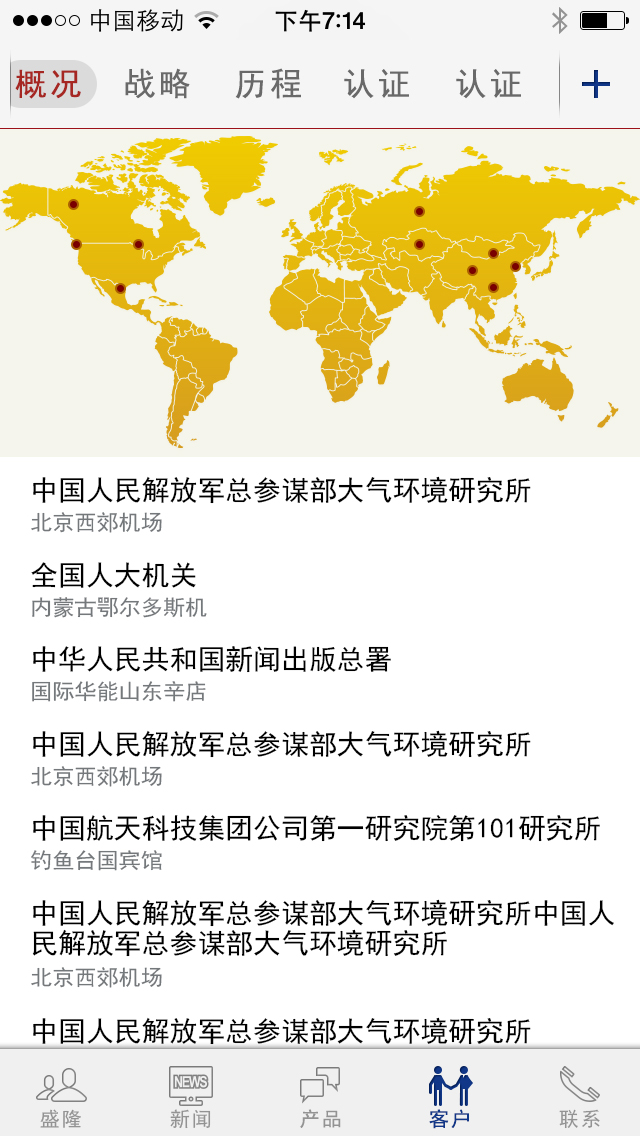 中国移动 下午7:14
概况 战略 历程 认证 认证 +
中国人民解放军总参谋部大气环境研究所
北京西郊机场
全国人大机关
内蒙古鄂尔多斯机
中华人民共和国新闻出版总署
国际华能山东辛店
中国人民解放军总参谋部大气环境研究所
北京西郊机场
中国航天科技集团公司第一研究院第101研究所
钓鱼台国宾馆
中国人民解放军总参谋部大气环境研究所中国人
民解放军总参谋部大气环境研究所
北京西郊机场
中国人民解放军总参谋部大气环境研究所
NEWS
盛隆 新闻 产品 客户 联系